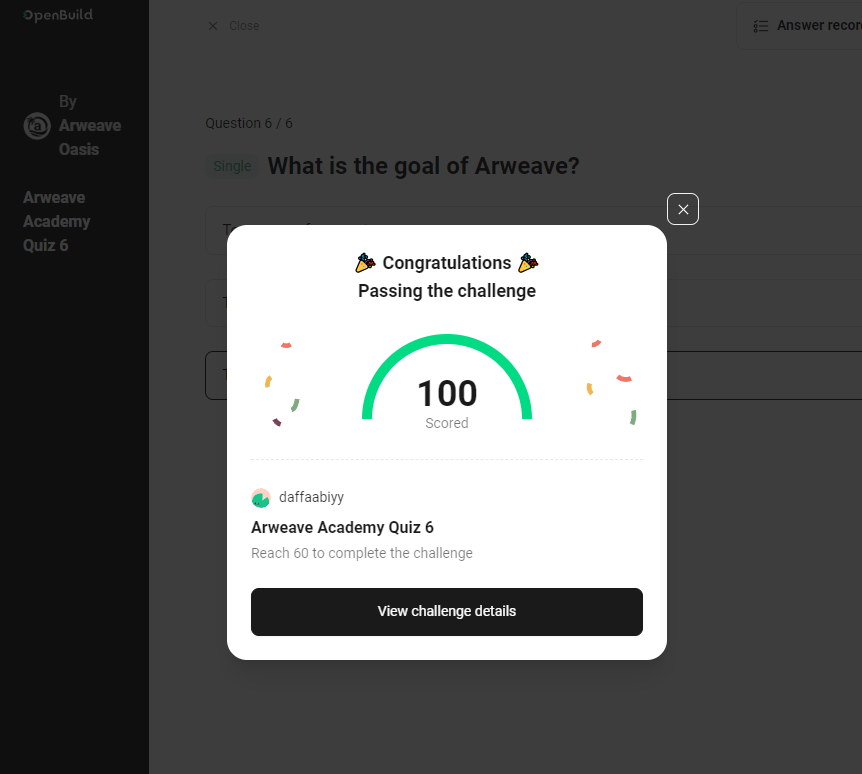 OpenBuild
Close
Answer
By
Arweave
Oasis
Arweave
Academy
Quiz 6
Question 6 / 6
Single
What is the goal of Arweave?
Congratulations
Passing the challenge
100
Scored
daffaabiyy
Arweave Academy Quiz 6
Reach 60 to complete the challenge
View challenge details